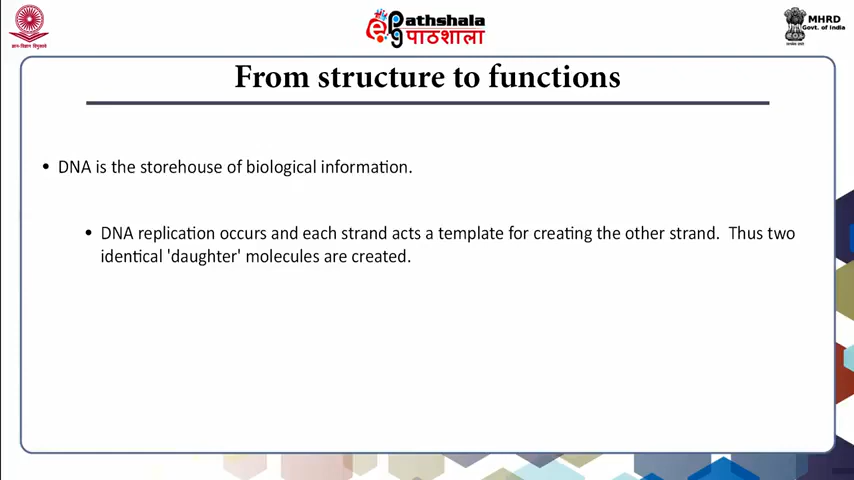 ePathshala
पाठशाला
MHRD
Govt. of India
From structure to functions
• DNA is the storehouse of biological information.
• DNA replication occurs and each strand acts a template for creating the other strand.  Thus two
identical 'daughter' molecules are created.